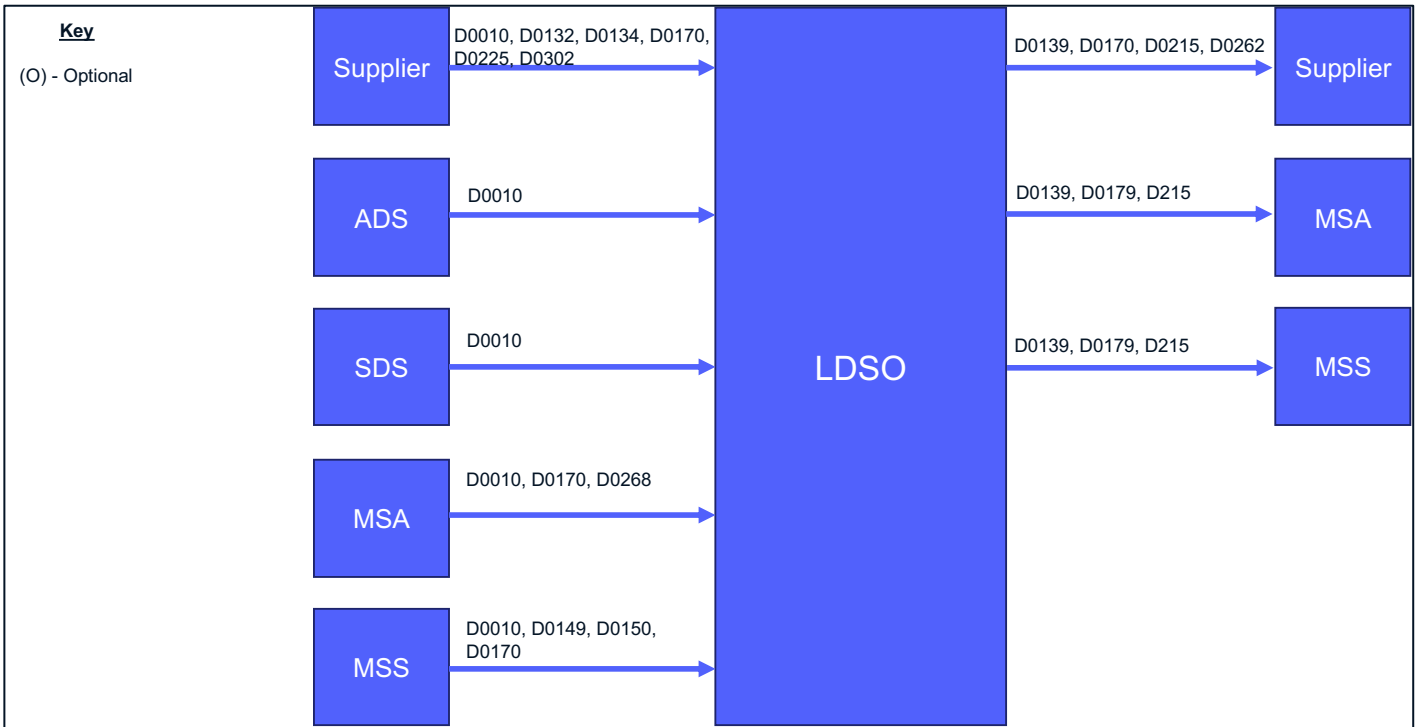 Key
(O) - Optional
Supplier
D0010, D0132, D0134, D0170,
D0225, D0302
D0139, D0170, D0215, D0262
Supplier
ADS
D0010
D0139, D0179, D215
MSA
SDS
D0010
LDSO
D0139, D0179, D215
MSS
MSA
D0010, D0170, D0268
MSS
D0010, D0149, D0150,
D0170